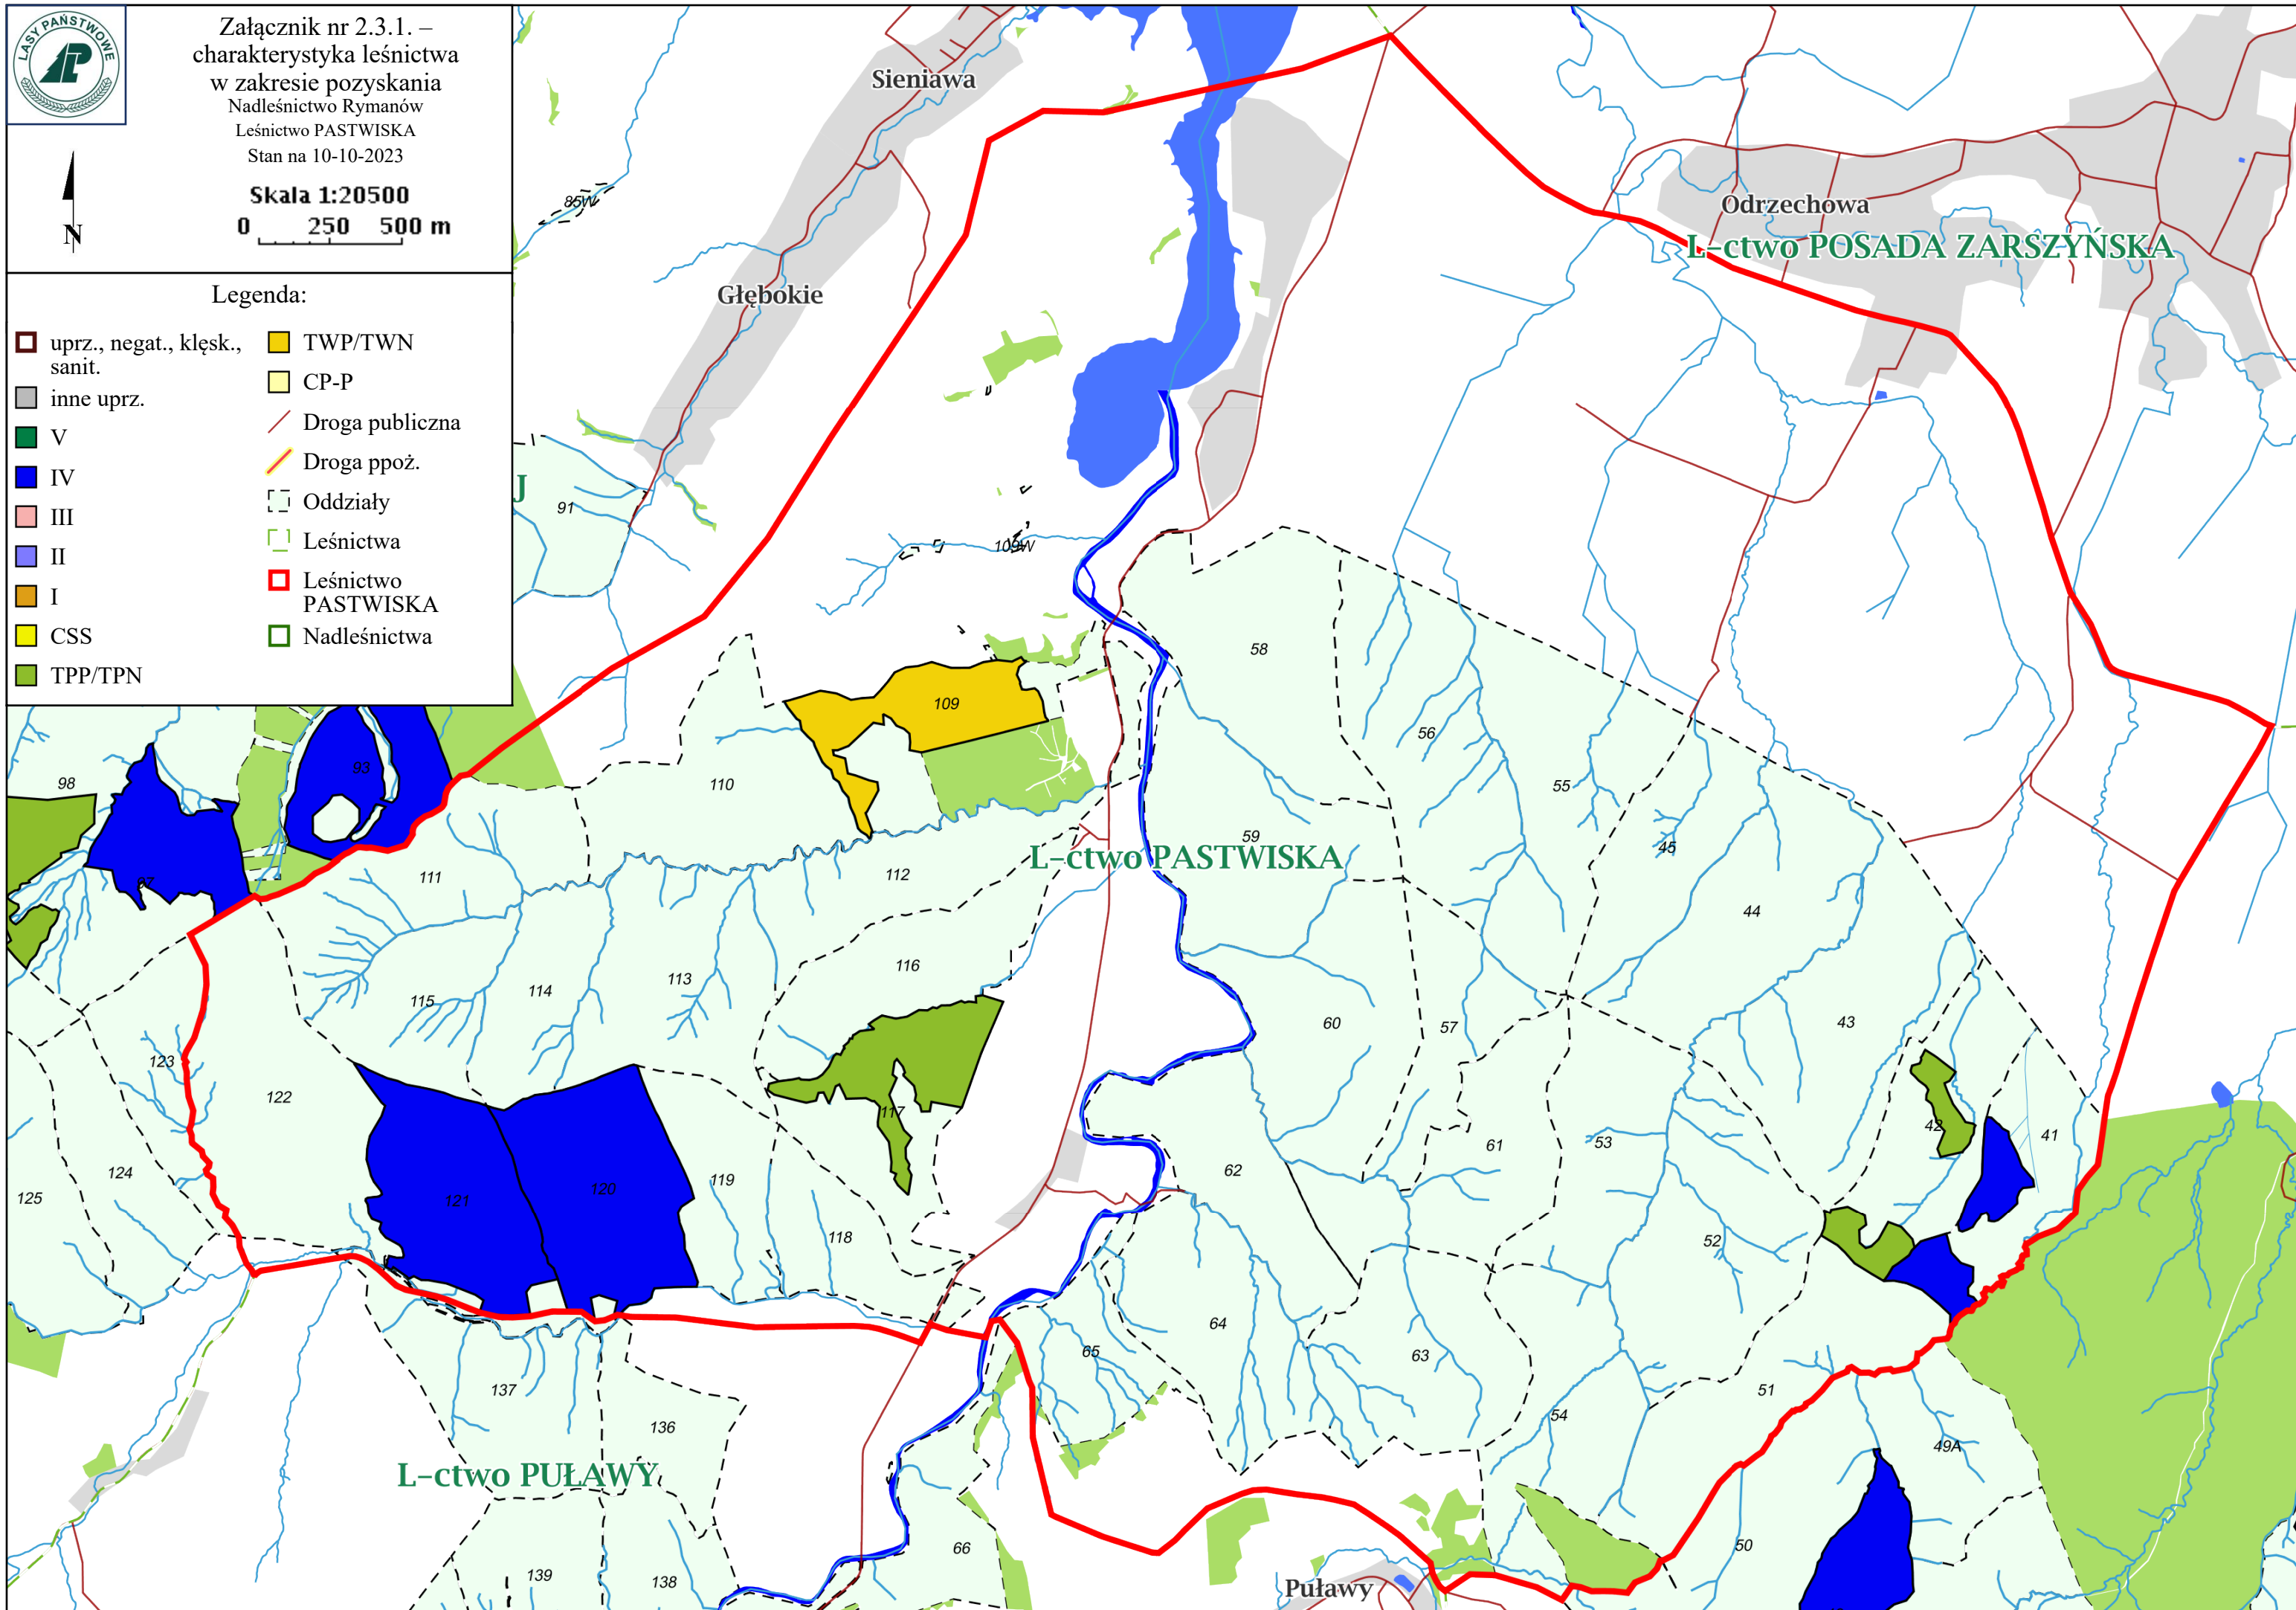 LASY PAŃSTWOWE
Załącznik nr 2.3.1. –
charakterystyka leśnictwa
w zakresie pozyskania
Nadleśnictwo Rymanów
Leśnictwo PASTWISKA
Stan na 10-10-2023
N
Skala 1:20500
0 250 500 m
Legenda:
uprz., negat., klęsk.,
sanit.
inne uprz.
V
IV
III
II
I
CSS
TPP/TPN
TWP/TWN
CP-P
Droga publiczna
Droga ppoż.
Oddziały
Leśnictwa
Leśnictwo
PASTWISKA
Nadleśnictwa
Sieniawa
85W
Odrzechowa
L-ctwo POSADA ZARSZYŃSKA
Głębokie
J
91
109W
58
109
56
93
98
110
55
59
45
L-ctwo PASTWISKA
112
111
97
44
116
113
114
115
60
57
43
123
122
117
42
41
53
61
62
124
119
120
125
121
118
52
64
65
63
137
51
54
136
49A
L-ctwo PUŁAWY
50
66
139
138
Puławy